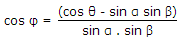 cos φ = (cos θ - sin α sin β) / sin α . sin β